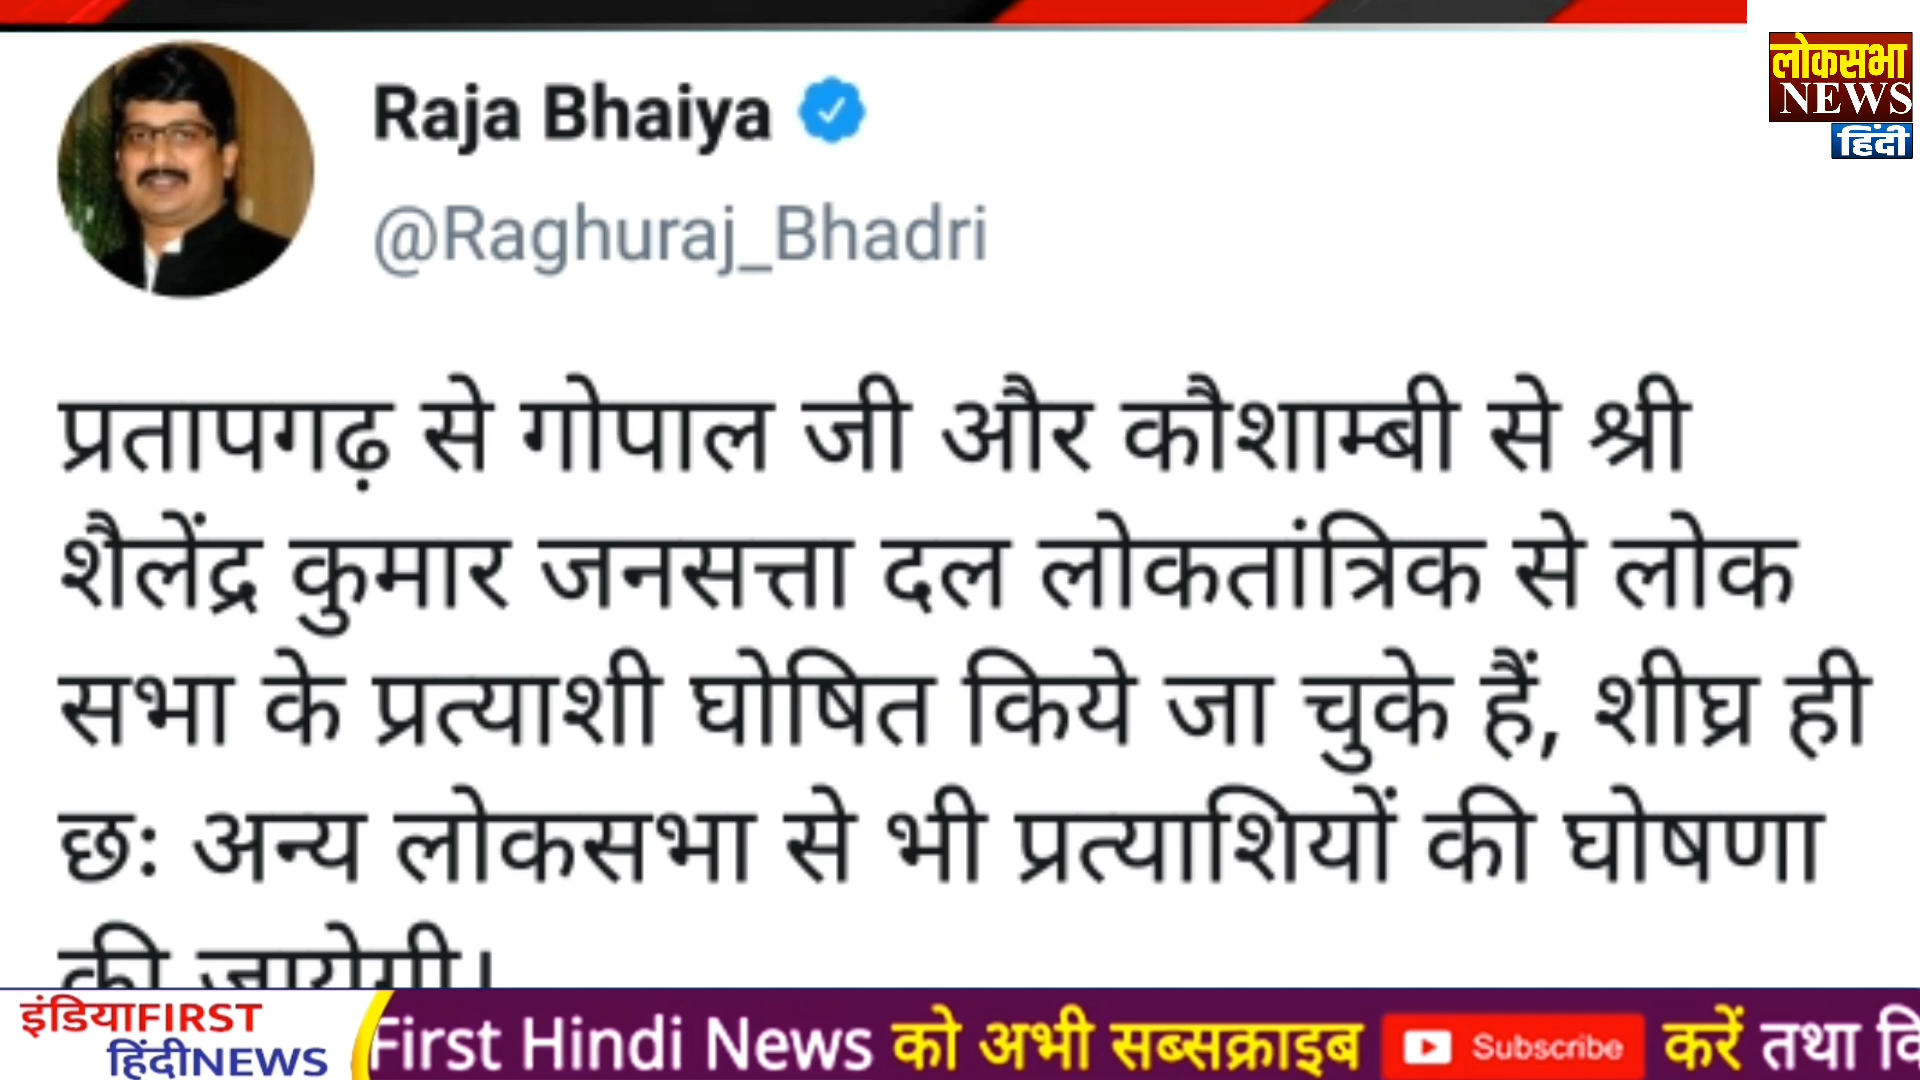 लोकसभा
NEWS
हिंदी
Raja Bhaiya
@Raghuraj_Bhadri
प्रतापगढ़ से गोपाल जी और कौशाम्बी से श्री
शैलेंद्र कुमार जनसत्ता दल लोकतांत्रिक से लोक
सभा के प्रत्याशी घोषित किये जा चुके हैं, शीघ्र ही
छः अन्य लोकसभा से भी प्रत्याशियों की घोषणा
की जायेगी।
इंडियाFIRST
हिंदीNEWS
First Hindi News को अभी सब्सक्राइब Subscribe करें तथा